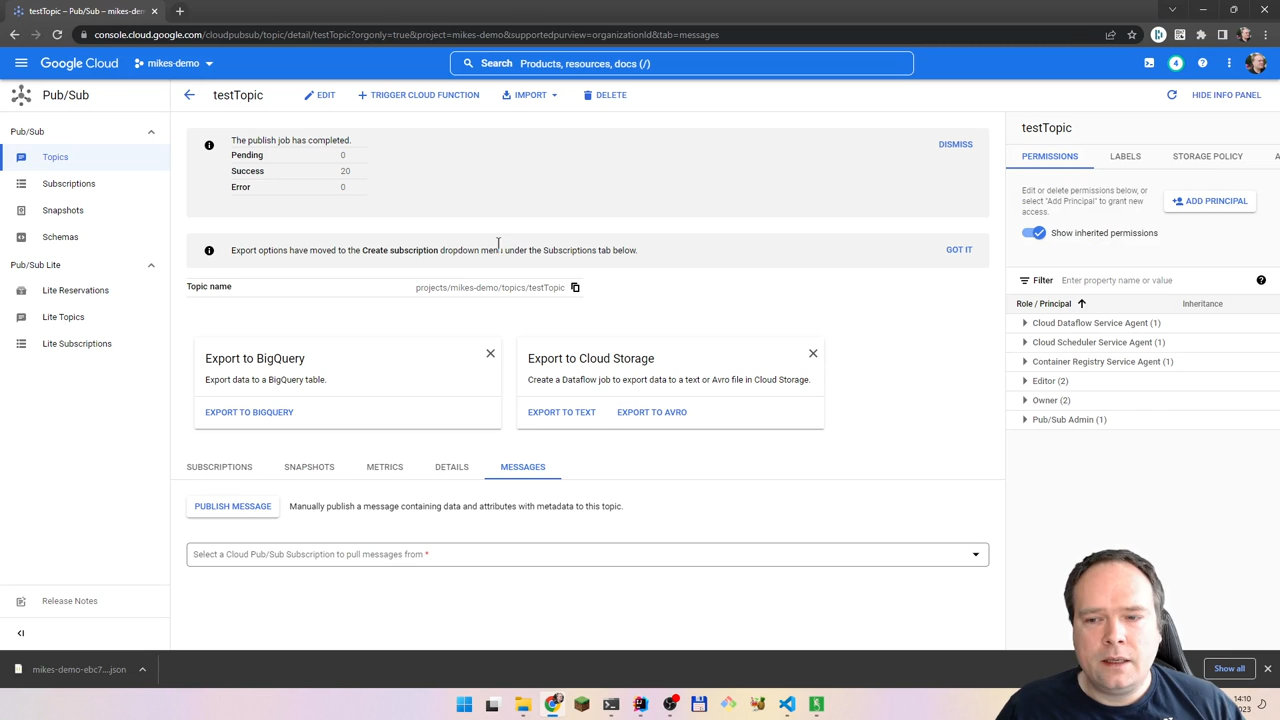 Topics – Pub/Sub – mikes-demo
console.cloud.google.com/cloudpubsub/topic/detail/testTopic?orgonly=true&project=mikes-demo&supportedpurview=organizationId&tab=messages
Google Cloud
mikes-demo
Search Products, resources, docs (/)
4
Pub/Sub
testTopic
EDIT
TRIGGER CLOUD FUNCTION
IMPORT
DELETE
HIDE INFO PANEL
Pub/Sub
Topics
Subscriptions
Snapshots
Schemas
Pub/Sub Lite
Lite Reservations
Lite Topics
Lite Subscriptions
Release Notes
The publish job has completed.
DISMISS
Pending 0
Success 20
Error 0
Export options have moved to the Create subscription dropdown menu under the Subscriptions tab below.
GOT IT
Topic name projects/mikes-demo/topics/testTopic
Export to BigQuery
Export data to a BigQuery table.
EXPORT TO BIGQUERY
Export to Cloud Storage
Create a Dataflow job to export data to a text or Avro file in Cloud Storage.
EXPORT TO TEXT EXPORT TO AVRO
SUBSCRIPTIONS SNAPSHOTS METRICS DETAILS MESSAGES
PUBLISH MESSAGE Manually publish a message containing data and attributes with metadata to this topic.
Select a Cloud Pub/Sub Subscription to pull messages from *
testTopic
PERMISSIONS LABELS STORAGE POLICY A
Edit or delete permissions below, or
select "Add Principal" to grant new
access.
ADD PRINCIPAL
Show inherited permissions
Filter Enter property name or value
Role / Principal Inheritance
Cloud Dataflow Service Agent (1)
Cloud Scheduler Service Agent (1)
Container Registry Service Agent (1)
Editor (2)
Owner (2)
Pub/Sub Admin (1)
mikes-demo-ebc7....json
Show all
14:10